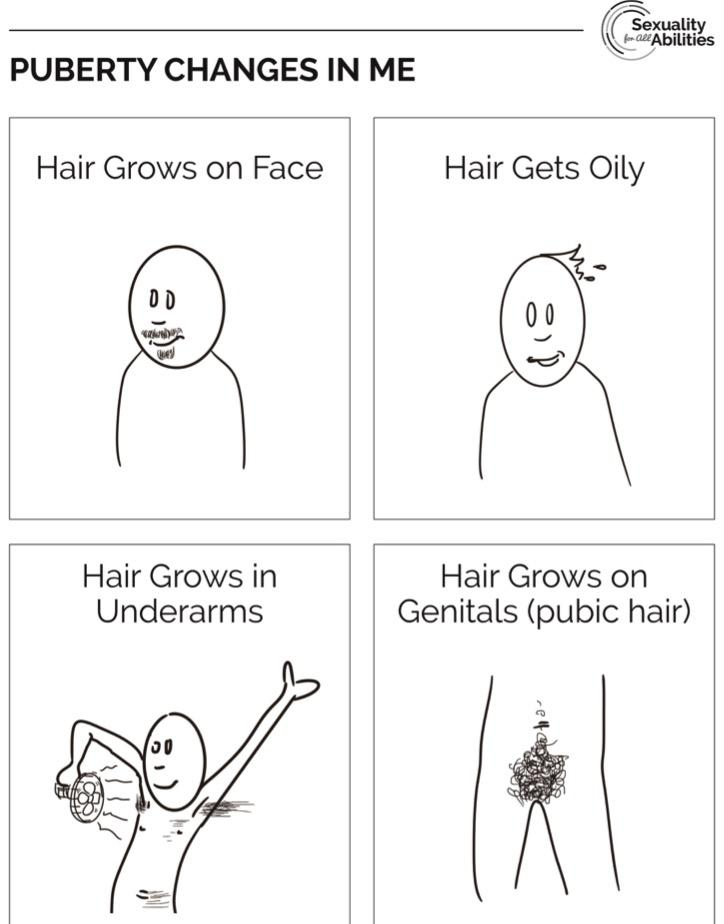 Sexuality
for All Abilities
PUBERTY CHANGES IN ME
Hair Grows on Face
Hair Gets Oily
Hair Grows in
Underarms
Hair Grows on
Genitals (pubic hair)